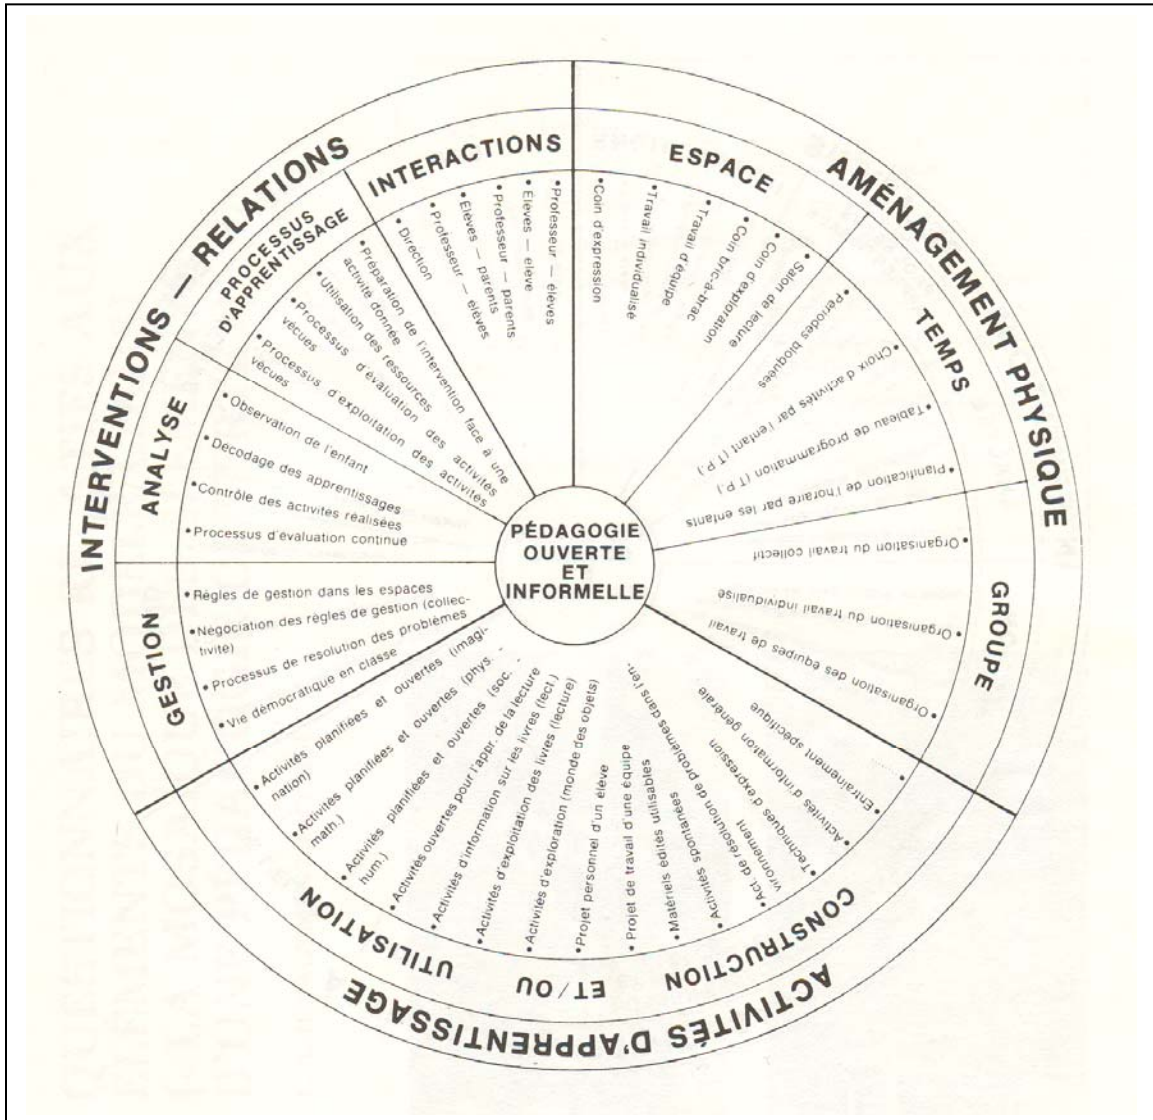 INTERVENTIONS — RELATIONS
AMÉNAGEMENT PHYSIQUE
ACTIVITÉS D'APPRENTISSAGE
PÉDAGOGIE
OUVERTE
ET
INFORMELLE
ESPACE
• Coin d'expression
• Travail individualisé
• Travail d'équipe
• Coin bric-à-brac
• Coin d'exploration
• Salon de lecture
TEMPS
• Périodes bloquées
• Choix d'activités par l'enfant (T.P.)
• Tableau de programmation (T.P.)
• Planification de l'horaire par les enfants
GROUPE
• Organisation du travail collectif
• Organisation du travail individualisé
• Organisation des équipes de travail
CONSTRUCTION
ET/OU
UTILISATION
• Entraînement spécifique
• Activités d'information générale
• Techniques d'expression
• Act. de résolution de problèmes dans l'en-
vironnement
• Activités spontanées
• Matériels édités utilisables
• Projet de travail d'une équipe
• Projet personnel d'un élève
• Activités d'exploration (monde des objets)
• Activités d'exploitation des livres (lecture)
• Activités d'information sur les livres (lect.)
• Activités ouvertes pour l'appr. de la lecture
• Activités planifiées et ouvertes (soc.
hum.)
• Activités planifiées et ouvertes (phys.
math.)
• Activités planifiées et ouvertes (imagi-
nation)
GESTION
• Règles de gestion dans les espaces
• Négociation des règles de gestion (collec-
tivité)
• Processus de résolution des problèmes
• Vie démocratique en classe
ANALYSE
• Observation de l'enfant
• Décodage des apprentissages
• Contrôle des activités réalisées
• Processus d'évaluation continue
PROCESSUS
D'APPRENTISSAGE
• Préparation de l'intervention face à une
activité donnée
• Utilisation des ressources
• Processus d'évaluation des activités
vécues
• Processus d'exploitation des activités
vécues
INTERACTIONS
• Direction
• Professeur — élèves
• Élèves — parents
• Professeur — parents
• Élèves — élève
• Professeur — élèves